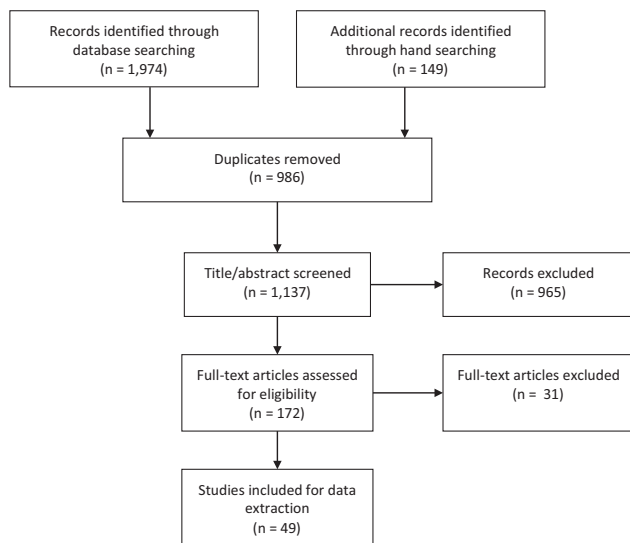 Records identified through
database searching
(n = 1,974)
Additional records identified
through hand searching
(n = 149)
Duplicates removed
(n = 986)
Title/abstract screened
(n = 1,137)
Records excluded
(n = 965)
Full-text articles assessed
for eligibility
(n = 172)
Full-text articles excluded
(n =  31)
Studies included for data
extraction
(n = 49)